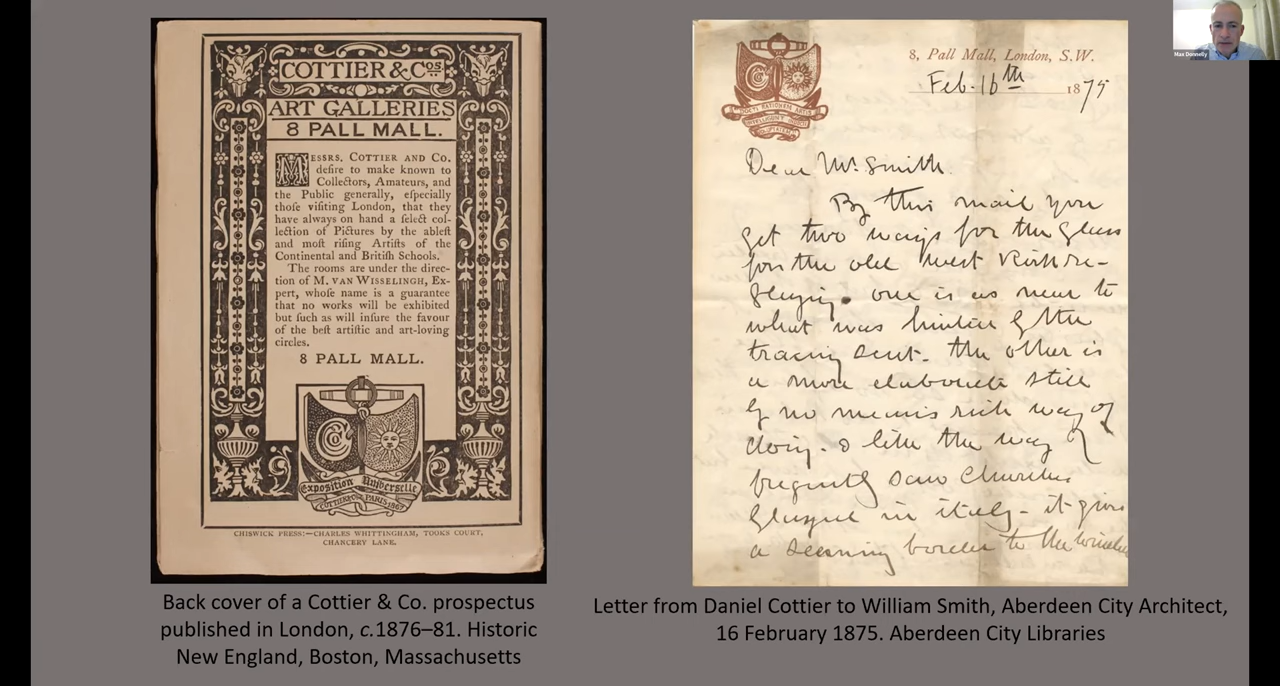 COTTIER & Cos.
ART GALLERIES
8 PALL MALL.
MESSRS. COTTIER AND CO.
deſire to make known to
Collectors, Amateurs, and
the Public generally, eſpecially
thoſe viſiting London, that they
have always on hand a ſelect col-
lection of Pictures by the ableſt
and moſt riſing Artiſts of the
Continental and Britiſh Schools.
The rooms are under the direc-
tion of M. VAN WISSELINGH, Ex-
pert, whoſe name is a guarantee
that no works will be exhibited
but ſuch as will inſure the favour
of the beſt artiſtic and art-loving
circles.
8 PALL MALL.
Exposition Universelle
PARIS 1867
CHISWICK PRESS:—CHARLES WHITTINGHAM, TOOKS COURT,
CHANCERY LANE.
Back cover of a Cottier & Co. prospectus
published in London, c.1876–81. Historic
New England, Boston, Massachusetts
8, Pall Mall, London, S.W.
Feb. 16th 1875
Dear Mr Smith.
By this mail you
get two ways for the glass
for the old west Kirk re-
glazing. one is as near to
what was hinted by the
tracing sent. The other is
a more elaborate still
by no means rich way of
doing. I like the way of
frequently saw Churches
Glazed in italy - it gives
a seeming border to the
Letter from Daniel Cottier to William Smith, Aberdeen City Architect,
16 February 1875. Aberdeen City Libraries
Max Donnelly